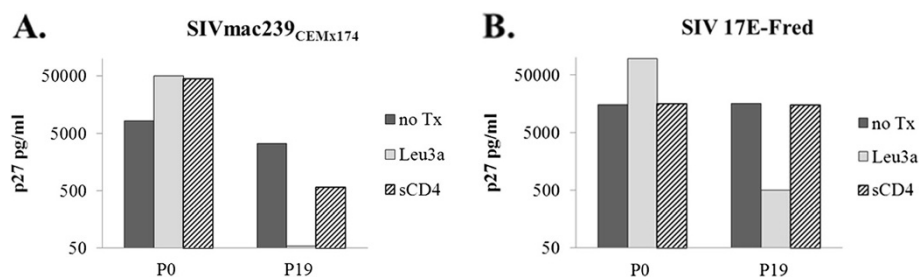 A.
SIVmac239CEMx174
p27 pg/ml
50000
5000
500
50
P0 P19
no Tx
Leu3a
sCD4
B.
SIV 17E-Fred
p27 pg/ml
50000
5000
500
50
P0 P19
no Tx
Leu3a
sCD4